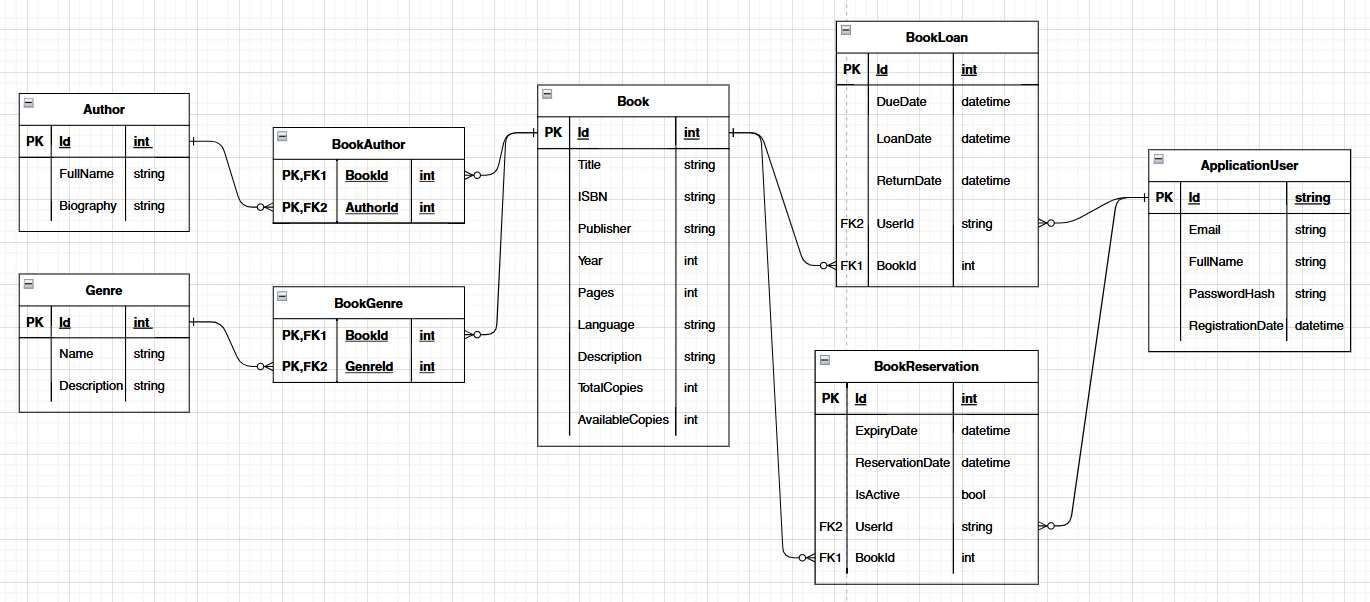 Author
PK Id int
FullName string
Biography string
Genre
PK Id int
Name string
Description string
BookAuthor
PK,FK1 BookId int
PK,FK2 AuthorId int
BookGenre
PK,FK1 BookId int
PK,FK2 GenreId int
Book
PK Id int
Title string
ISBN string
Publisher string
Year int
Pages int
Language string
Description string
TotalCopies int
AvailableCopies int
BookLoan
PK Id int
DueDate datetime
LoanDate datetime
ReturnDate datetime
FK2 UserId string
FK1 BookId int
BookReservation
PK Id int
ExpiryDate datetime
ReservationDate datetime
IsActive bool
FK2 UserId string
FK1 BookId int
ApplicationUser
PK Id string
Email string
FullName string
PasswordHash string
RegistrationDate datetime